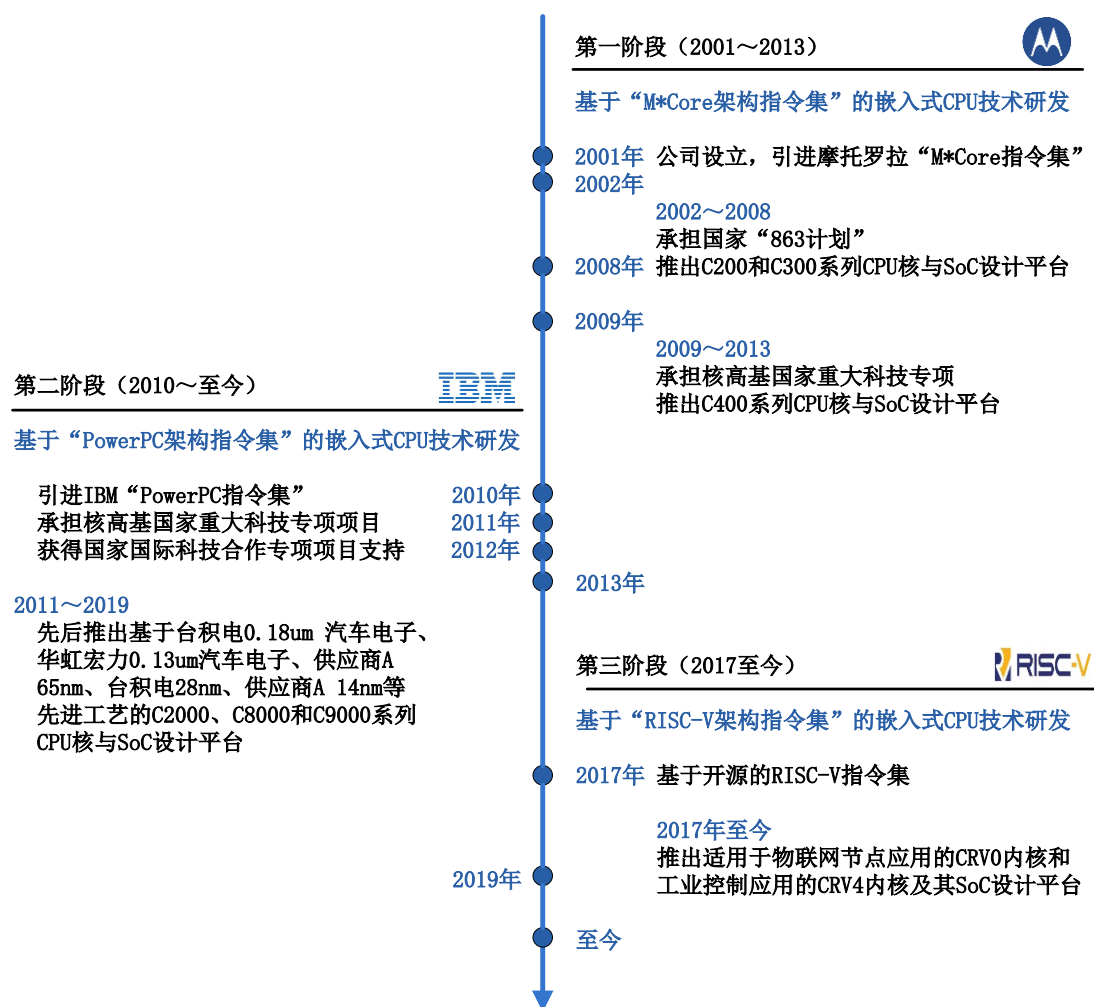 第一阶段（2001～2013）
基于“M*Core架构指令集”的嵌入式CPU技术研发
2001年 公司设立，引进摩托罗拉“M*Core指令集”
2002年
2002～2008
承担国家“863计划”
2008年 推出C200和C300系列CPU核与SoC设计平台
2009年
2009～2013
承担核高基国家重大科技专项
推出C400系列CPU核与SoC设计平台
第二阶段（2010～至今）
IBM
基于“PowerPC架构指令集”的嵌入式CPU技术研发
引进IBM“PowerPC指令集” 2010年
承担核高基国家重大科技专项项目 2011年
获得国家国际科技合作专项项目支持 2012年
2013年
2011～2019
先后推出基于台积电0.18um 汽车电子、
华虹宏力0.13um汽车电子、供应商A
65nm、台积电28nm、供应商A 14nm等
先进工艺的C2000、C8000和C9000系列
CPU核与SoC设计平台
第三阶段（2017至今）
RISC-V
基于“RISC-V架构指令集”的嵌入式CPU技术研发
2017年 基于开源的RISC-V指令集
2017年至今
推出适用于物联网节点应用的CRV0内核和
工业控制应用的CRV4内核及其SoC设计平台
2019年
至今